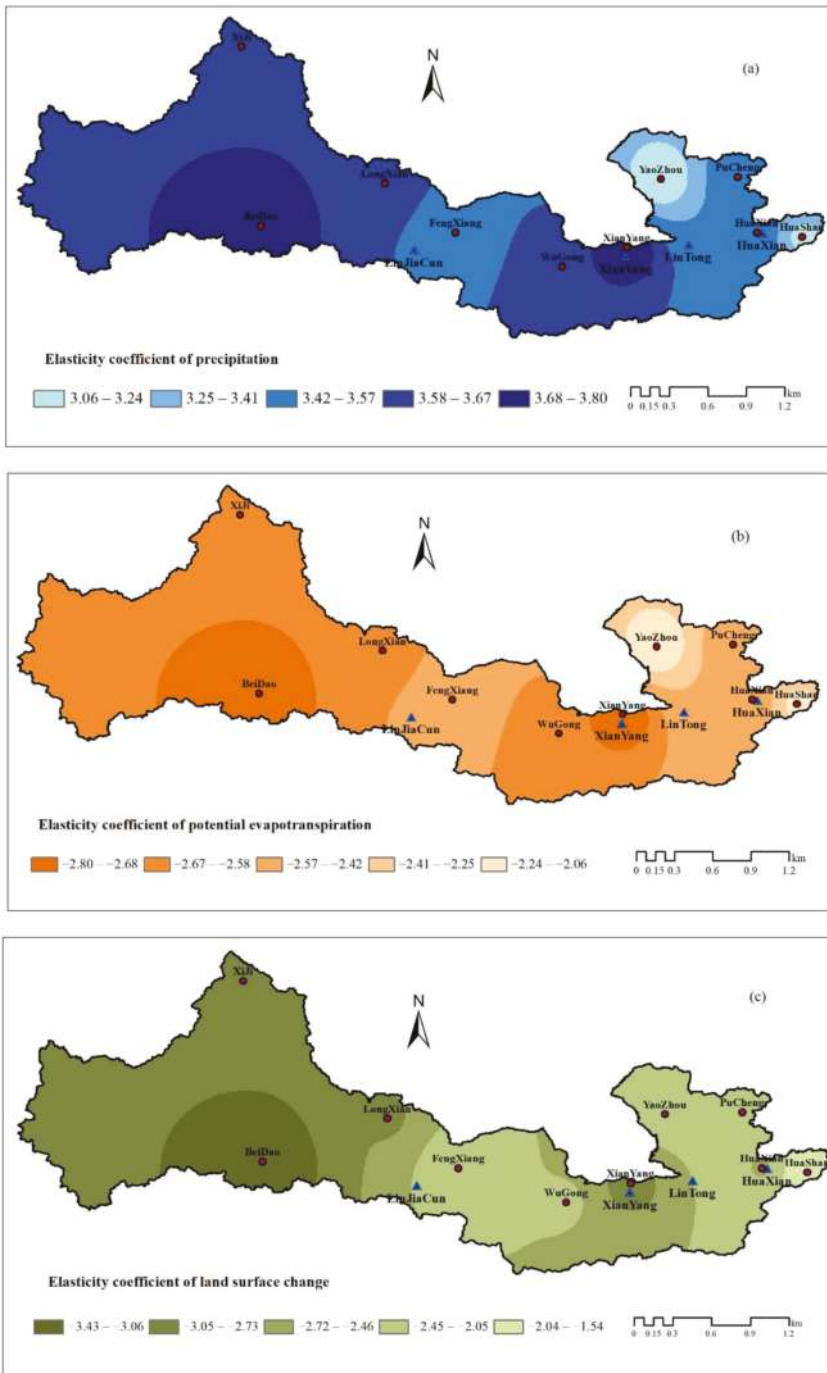 XiJi
N
(a)
LongXian
YaoZhou
PuCheng
BeiDao
FengXiang
HuaXian
HuaShan
XianYang
LinJiaCun
WuGong
XianYang
LinTong
HuaXian
Elasticity coefficient of precipitation
3.06 – 3.24 3.25 – 3.41 3.42 – 3.57 3.58 – 3.67 3.68 – 3.80
km
0 0.15 0.3 0.6 0.9 1.2
XiJi
N
(b)
LongXian
YaoZhou
PuCheng
BeiDao
FengXiang
HuaXian
HuaShan
XianYang
LinJiaCun
WuGong
XianYang
LinTong
HuaXian
Elasticity coefficient of potential evapotranspiration
−2.80 – −2.68 −2.67 – −2.58 −2.57 – −2.42 −2.41 – −2.25 −2.24 – −2.06
km
0 0.15 0.3 0.6 0.9 1.2
XiJi
N
(c)
LongXian
YaoZhou
PuCheng
BeiDao
FengXiang
HuaXian
HuaShan
XianYang
LinJiaCun
WuGong
XianYang
LinTong
HuaXian
Elasticity coefficient of land surface change
−3.43 – −3.06 −3.05 – −2.73 −2.72 – −2.46 −2.45 – −2.05 −2.04 – −1.54
km
0 0.15 0.3 0.6 0.9 1.2